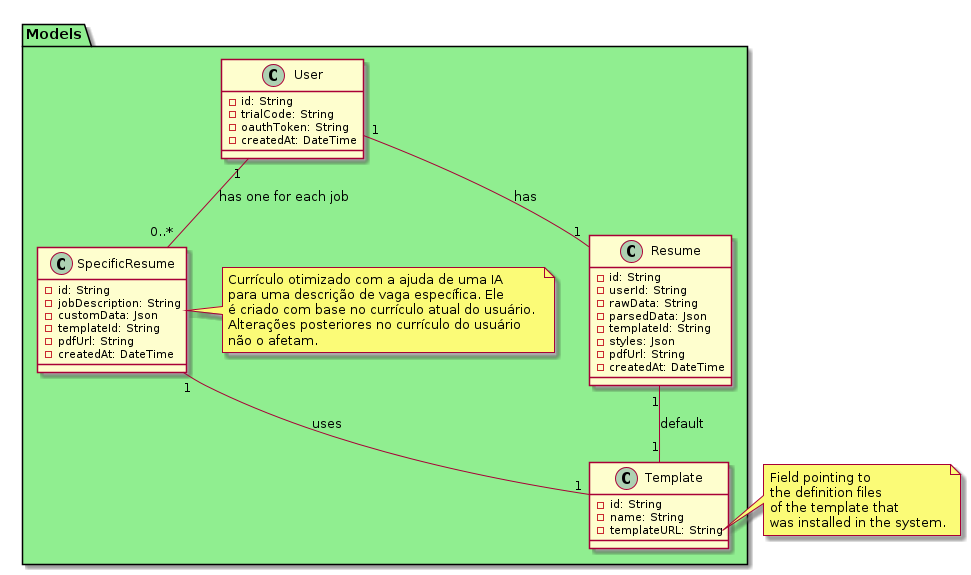 Models
C User
id: String
trialCode: String
oauthToken: String
createdAt: DateTime
1
1
has one for each job
has
0..*
1
C SpecificResume
id: String
jobDescription: String
customData: Json
templateId: String
pdfUrl: String
createdAt: DateTime
Currículo otimizado com a ajuda de uma IA
para uma descrição de vaga específica. Ele
é criado com base no currículo atual do usuário.
Alterações posteriores no currículo do usuário
não o afetam.
C Resume
id: String
userId: String
rawData: String
parsedData: Json
templateId: String
styles: Json
pdfUrl: String
createdAt: DateTime
1
1
uses
default
1
1
C Template
id: String
name: String
templateURL: String
Field pointing to
the definition files
of the template that
was installed in the system.